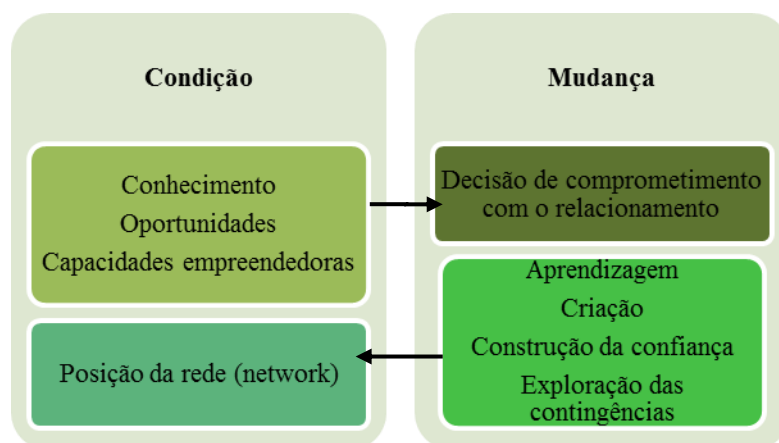 Condição
Conhecimento
Oportunidades
Capacidades empreendedoras
Posição da rede (network)
Mudança
Decisão de comprometimento
com o relacionamento
Aprendizagem
Criação
Construção da confiança
Exploração das
contingências